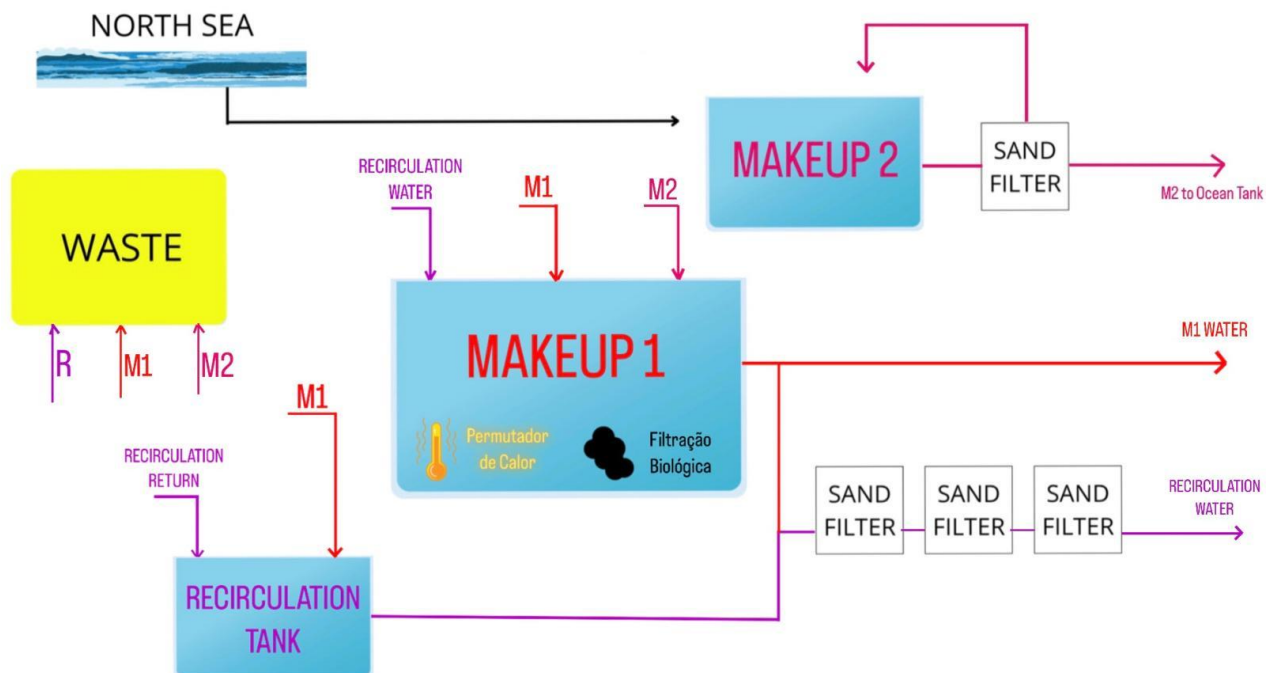 NORTH SEA
MAKEUP 2
SAND
FILTER
M2 to Ocean Tank
RECIRCULATION
WATER
M1
M2
WASTE
R
M1
M2
MAKEUP 1
Permutador
de Calor
Filtração
Biológica
M1 WATER
M1
RECIRCULATION
RETURN
SAND
FILTER
SAND
FILTER
SAND
FILTER
RECIRCULATION
WATER
RECIRCULATION
TANK